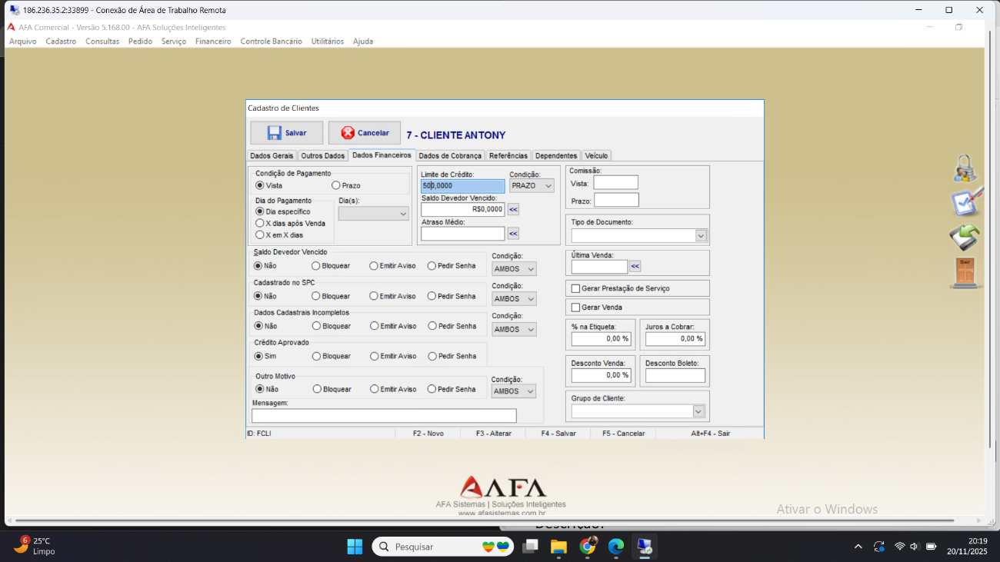 186.236.35.2:33899 - Conexão de Área de Trabalho Remota
AFA Comercial - Versão 5.168.00 - AFA Soluções Inteligentes
Arquivo Cadastro Consultas Pedido Serviço Financeiro Controle Bancário Utilitários Ajuda
Cadastro de Clientes
Salvar Cancelar 7 - CLIENTE ANTONY
Dados Gerais Outros Dados Dados Financeiros Dados de Cobrança Referências Dependentes Veículo
Condição de Pagamento
Vista Prazo
Dia do Pagamento Dia(s):
Dia específico
X dias após Venda
X em X dias
Limite de Crédito: Condição:
500,0000 PRAZO
Saldo Devedor Vencido:
R$0,0000 <<
Atraso Médio:
<<
Comissão:
Vista:
Prazo:
Tipo de Documento:
Saldo Devedor Vencido Condição:
Não Bloquear Emitir Aviso Pedir Senha AMBOS
Cadastrado no SPC Condição:
Não Bloquear Emitir Aviso Pedir Senha AMBOS
Dados Cadastrais Incompletos Condição:
Não Bloquear Emitir Aviso Pedir Senha AMBOS
Crédito Aprovado
Sim Bloquear Emitir Aviso Pedir Senha
Outro Motivo Condição:
Não Bloquear Emitir Aviso Pedir Senha AMBOS
Mensagem:
Última Venda:
<<
Gerar Prestação de Serviço
Gerar Venda
% na Etiqueta: Juros a Cobrar:
0,00 % 0,00 %
Desconto Venda: Desconto Boleto:
0,00 %
Grupo de Cliente:
ID: FCLI F2 - Novo F3 - Alterar F4 - Salvar F5 - Cancelar Alt+F4 - Sair
Sair
AFA
AFA Sistemas | Soluções Inteligentes
www.afasistemas.com.br
Ativar o Windows
Descrição:
6
25°C
Limpo
Pesquisar
20:19
20/11/2025